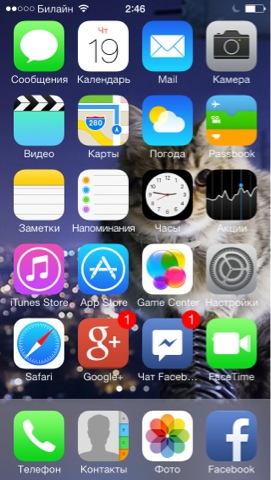 Билайн 2:46
Чт
19
280
Сообщения Календарь Mail Камера
Видео Карты Погода Passbook
Заметки Напоминания Часы Акции
iTunes Store App Store Game Center Настройки
g+ 1 1
Safari Google+ Чат Faceb... FaceTime
Телефон Контакты Фото Facebook